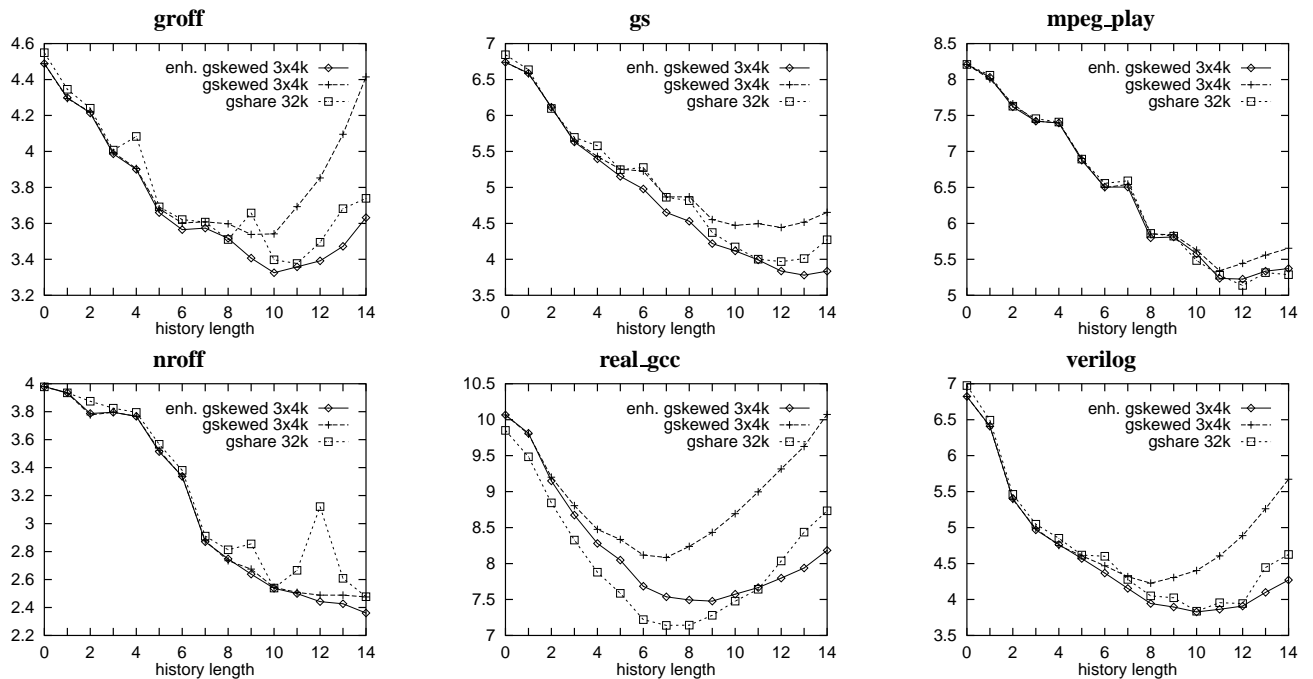 groff
4.6
4.4
4.2
4
3.8
3.6
3.4
3.2
enh. gskewed 3x4k
gskewed 3x4k
gshare 32k
0 2 4 6 8 10 12 14
history length
gs
7
6.5
6
5.5
5
4.5
4
3.5
enh. gskewed 3x4k
gskewed 3x4k
gshare 32k
0 2 4 6 8 10 12 14
history length
mpeg_play
8.5
8
7.5
7
6.5
6
5.5
5
enh. gskewed 3x4k
gskewed 3x4k
gshare 32k
0 2 4 6 8 10 12 14
history length
nroff
4
3.8
3.6
3.4
3.2
3
2.8
2.6
2.4
2.2
enh. gskewed 3x4k
gskewed 3x4k
gshare 32k
0 2 4 6 8 10 12 14
history length
real_gcc
10.5
10
9.5
9
8.5
8
7.5
7
enh. gskewed 3x4k
gskewed 3x4k
gshare 32k
0 2 4 6 8 10 12 14
history length
verilog
7
6.5
6
5.5
5
4.5
4
3.5
enh. gskewed 3x4k
gskewed 3x4k
gshare 32k
0 2 4 6 8 10 12 14
history length